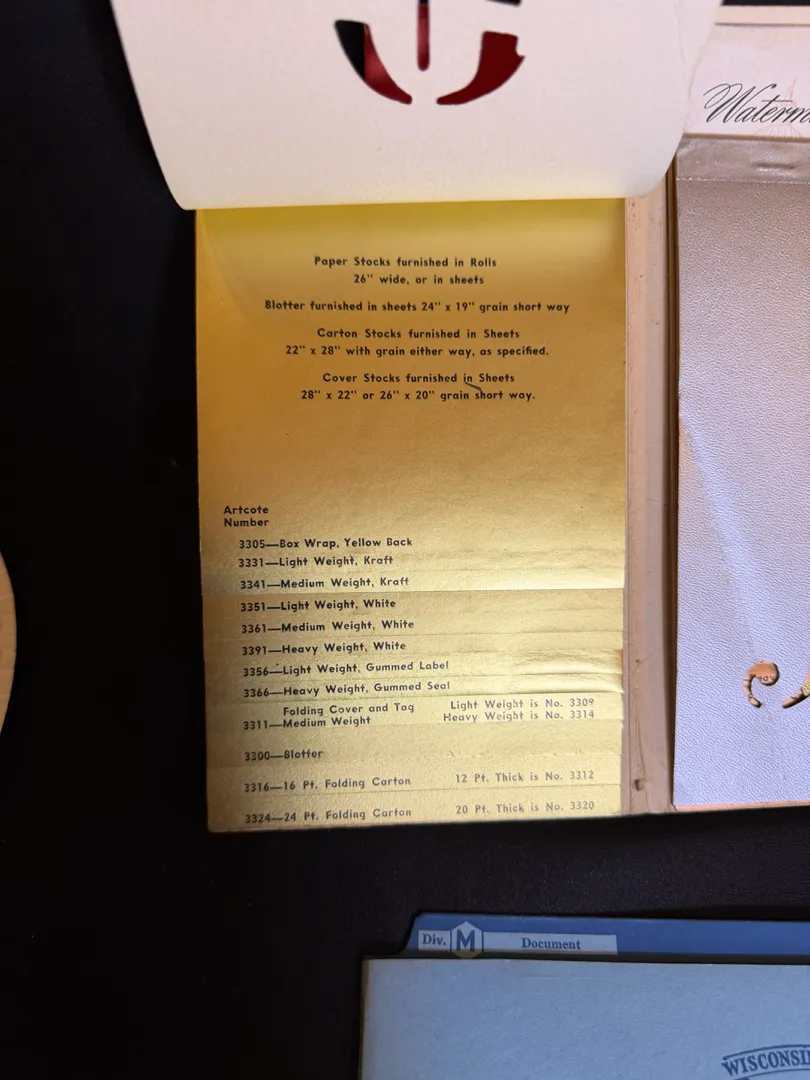 Paper Stocks furnished in Rolls
26" wide, or in sheets
Blotter furnished in sheets 24" x 19" grain short way
Carton Stocks furnished in Sheets
22" x 28" with grain either way, as specified.
Cover Stocks furnished in Sheets
28" x 22" or 26" x 20" grain short way.
Artcote
Number
3305—Box Wrap, Yellow Back
3331—Light Weight, Kraft
3341—Medium Weight, Kraft
3351—Light Weight, White
3361—Medium Weight, White
3391—Heavy Weight, White
3356—Light Weight, Gummed Label
3366—Heavy Weight, Gummed Seal
Folding Cover and Tag Light Weight is No. 3309
3311—Medium Weight Heavy Weight is No. 3314
3300—Blotter
3316—16 Pt. Folding Carton 12 Pt. Thick is No. 3312
3324—24 Pt. Folding Carton 20 Pt. Thick is No. 3320
Div. M Document